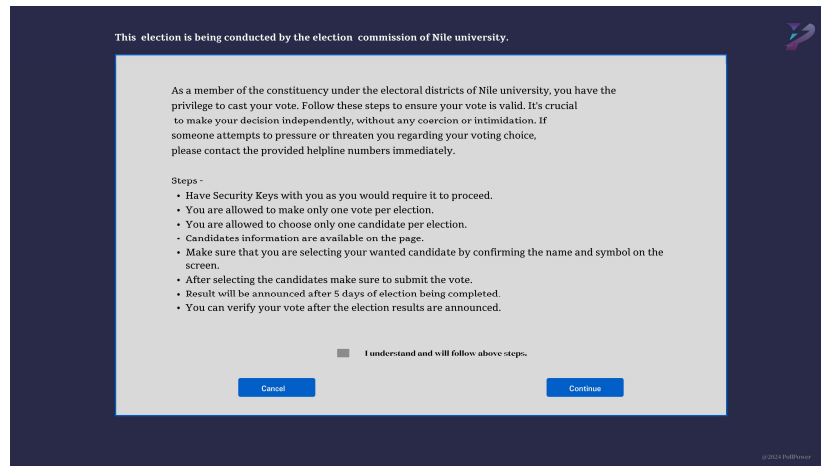 This election is being conducted by the election commission of Nile university.
As a member of the constituency under the electoral districts of Nile university, you have the
privilege to cast your vote. Follow these steps to ensure your vote is valid. It's crucial
to make your decision independently, without any coercion or intimidation. If
someone attempts to pressure or threaten you regarding your voting choice,
please contact the provided helpline numbers immediately.
Steps -
• Have Security Keys with you as you would require it to proceed.
• You are allowed to make only one vote per election.
• You are allowed to choose only one candidate per election.
• Candidates information are available on the page.
• Make sure that you are selecting your wanted candidate by confirming the name and symbol on the
screen.
• After selecting the candidates make sure to submit the vote.
• Result will be announced after 5 days of election being completed.
• You can verify your vote after the election results are announced.
I understand and will follow above steps.
Cancel
Continue
@2024 PollPower